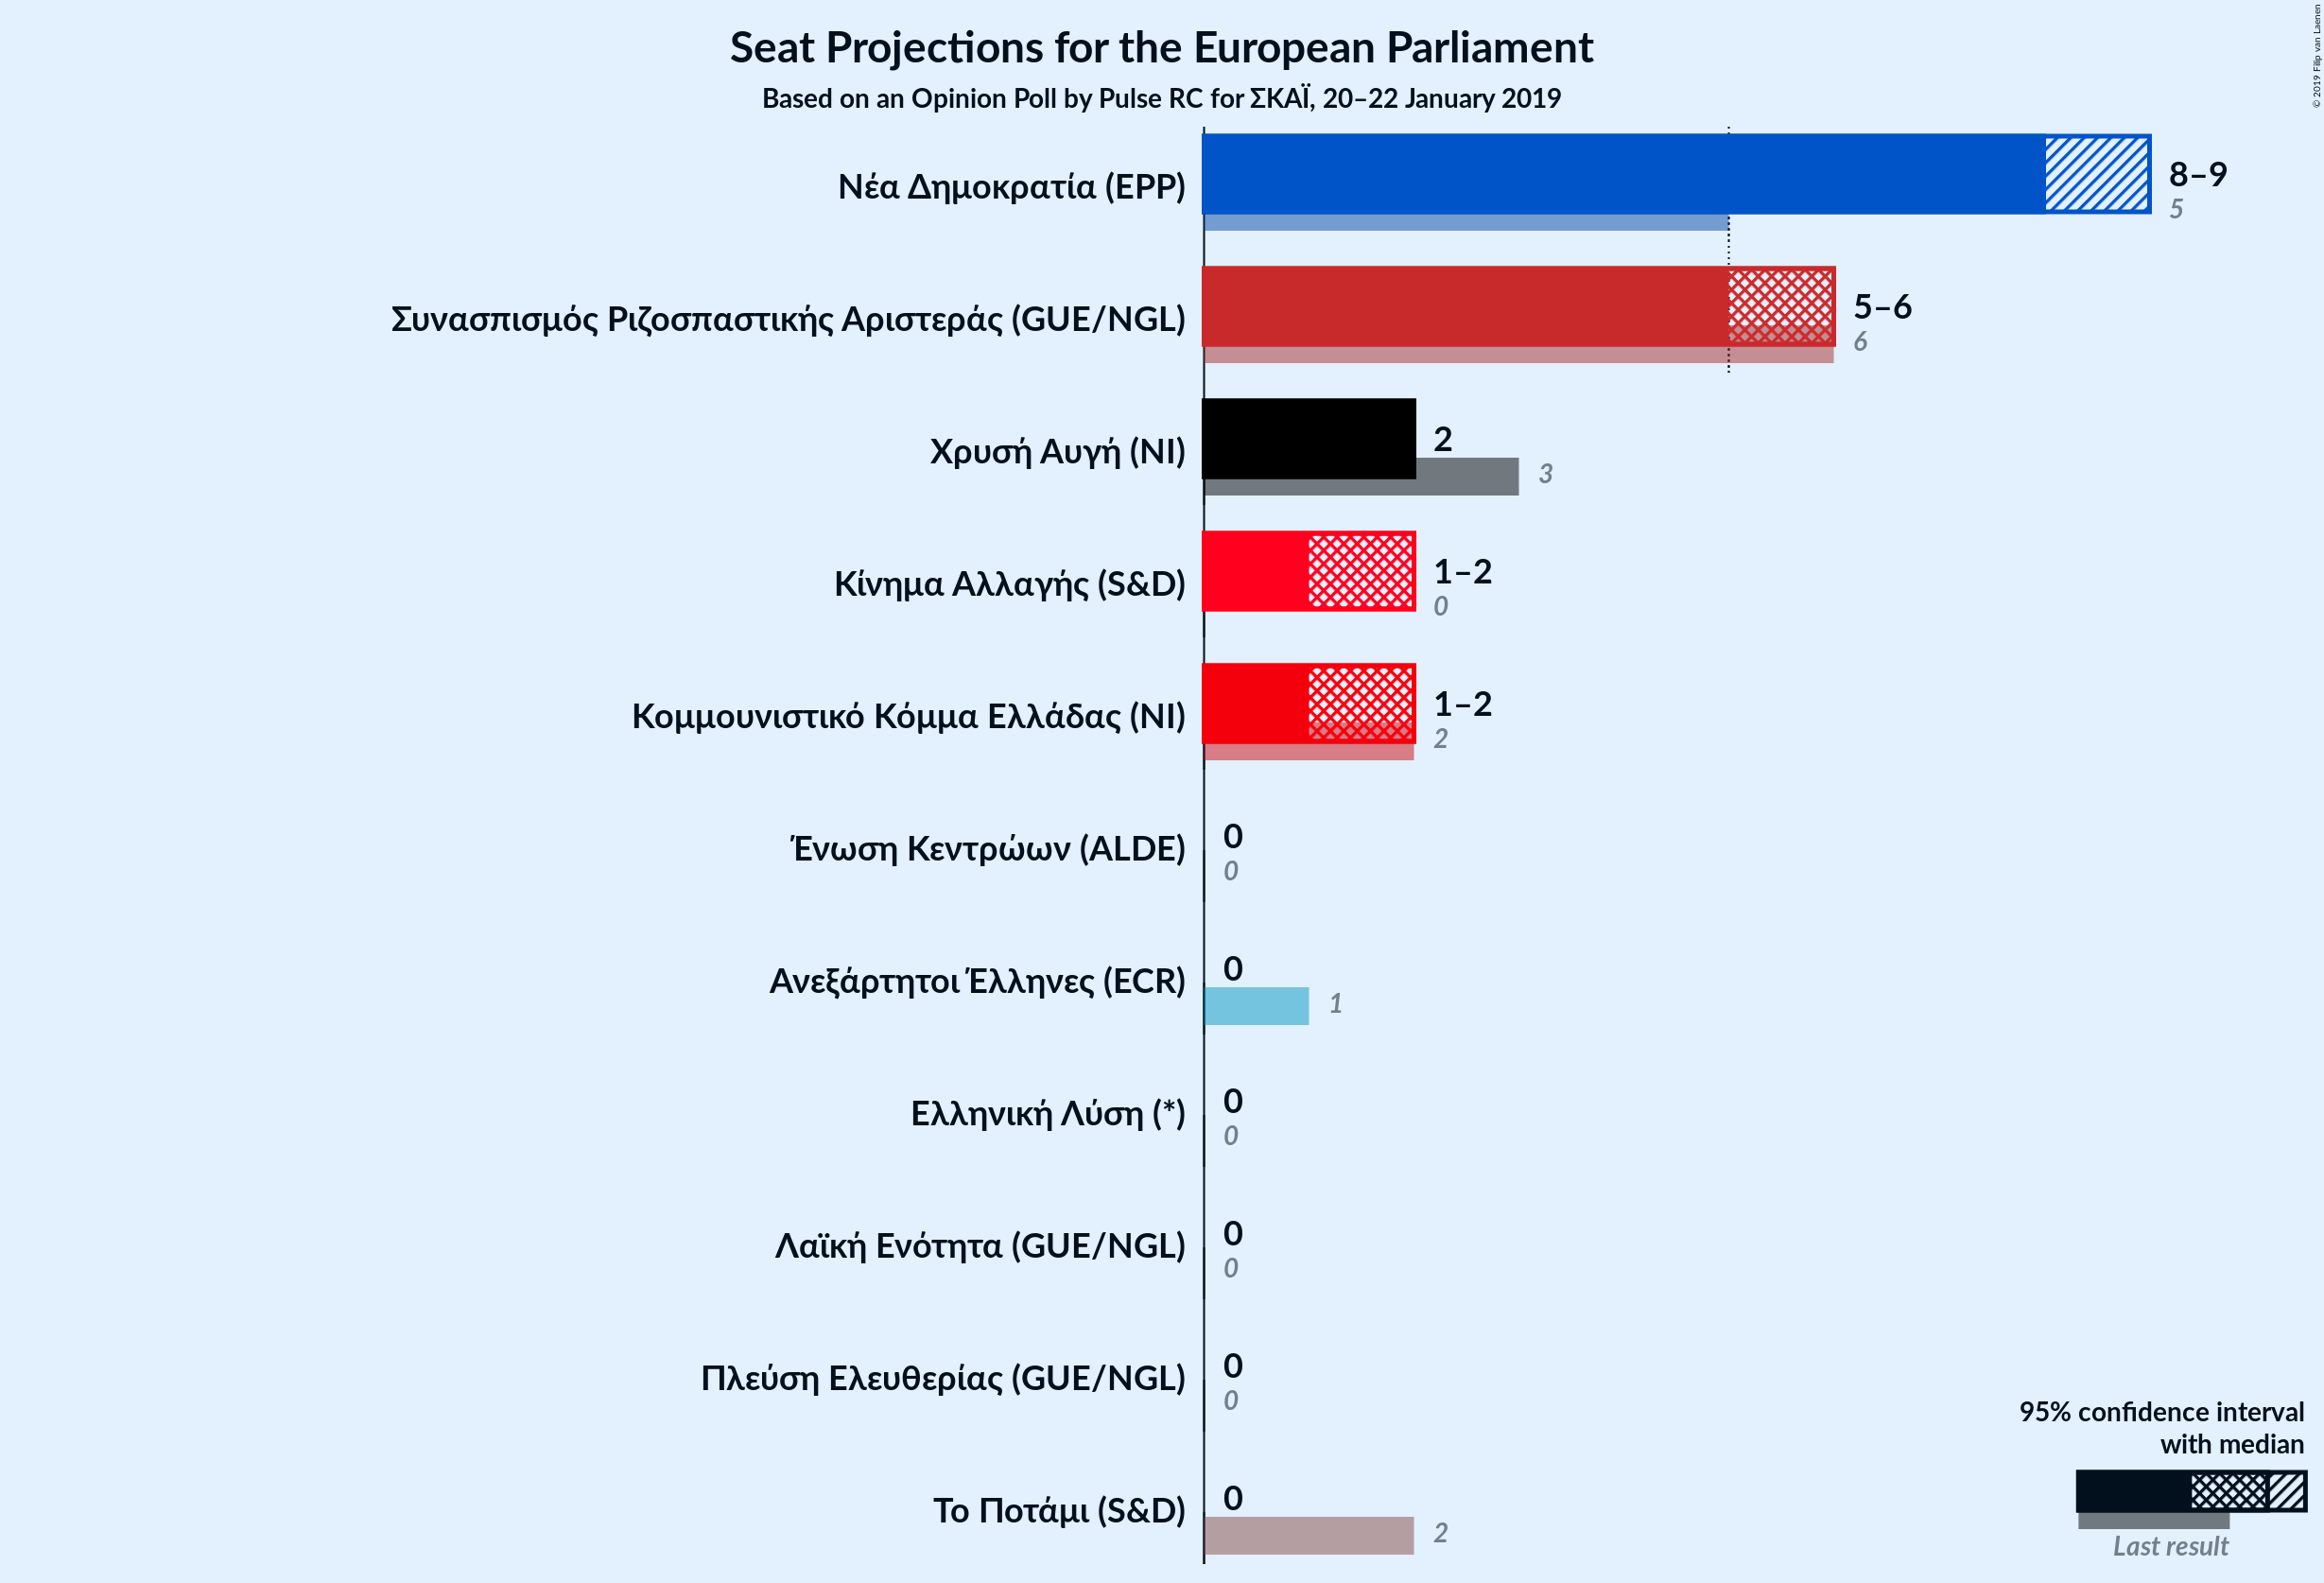 Seat Projections for the European Parliament
Based on an Opinion Poll by Pulse RC for ΣΚΑΪ, 20–22 January 2019
© 2019 Filip van Laenen
Νέα Δημοκρατία (EPP)
8–9
5
Συνασπισμός Ριζοσπαστικής Αριστεράς (GUE/NGL)
5–6
6
Χρυσή Αυγή (NI)
2
3
Κίνημα Αλλαγής (S&D)
1–2
0
Κομμουνιστικό Κόμμα Ελλάδας (NI)
1–2
2
Ένωση Κεντρώων (ALDE)
0
0
Ανεξάρτητοι Έλληνες (ECR)
0
1
Ελληνική Λύση (*)
0
0
Λαϊκή Ενότητα (GUE/NGL)
0
0
Πλεύση Ελευθερίας (GUE/NGL)
0
0
Το Ποτάμι (S&D)
0
2
95% confidence interval
with median
Last result